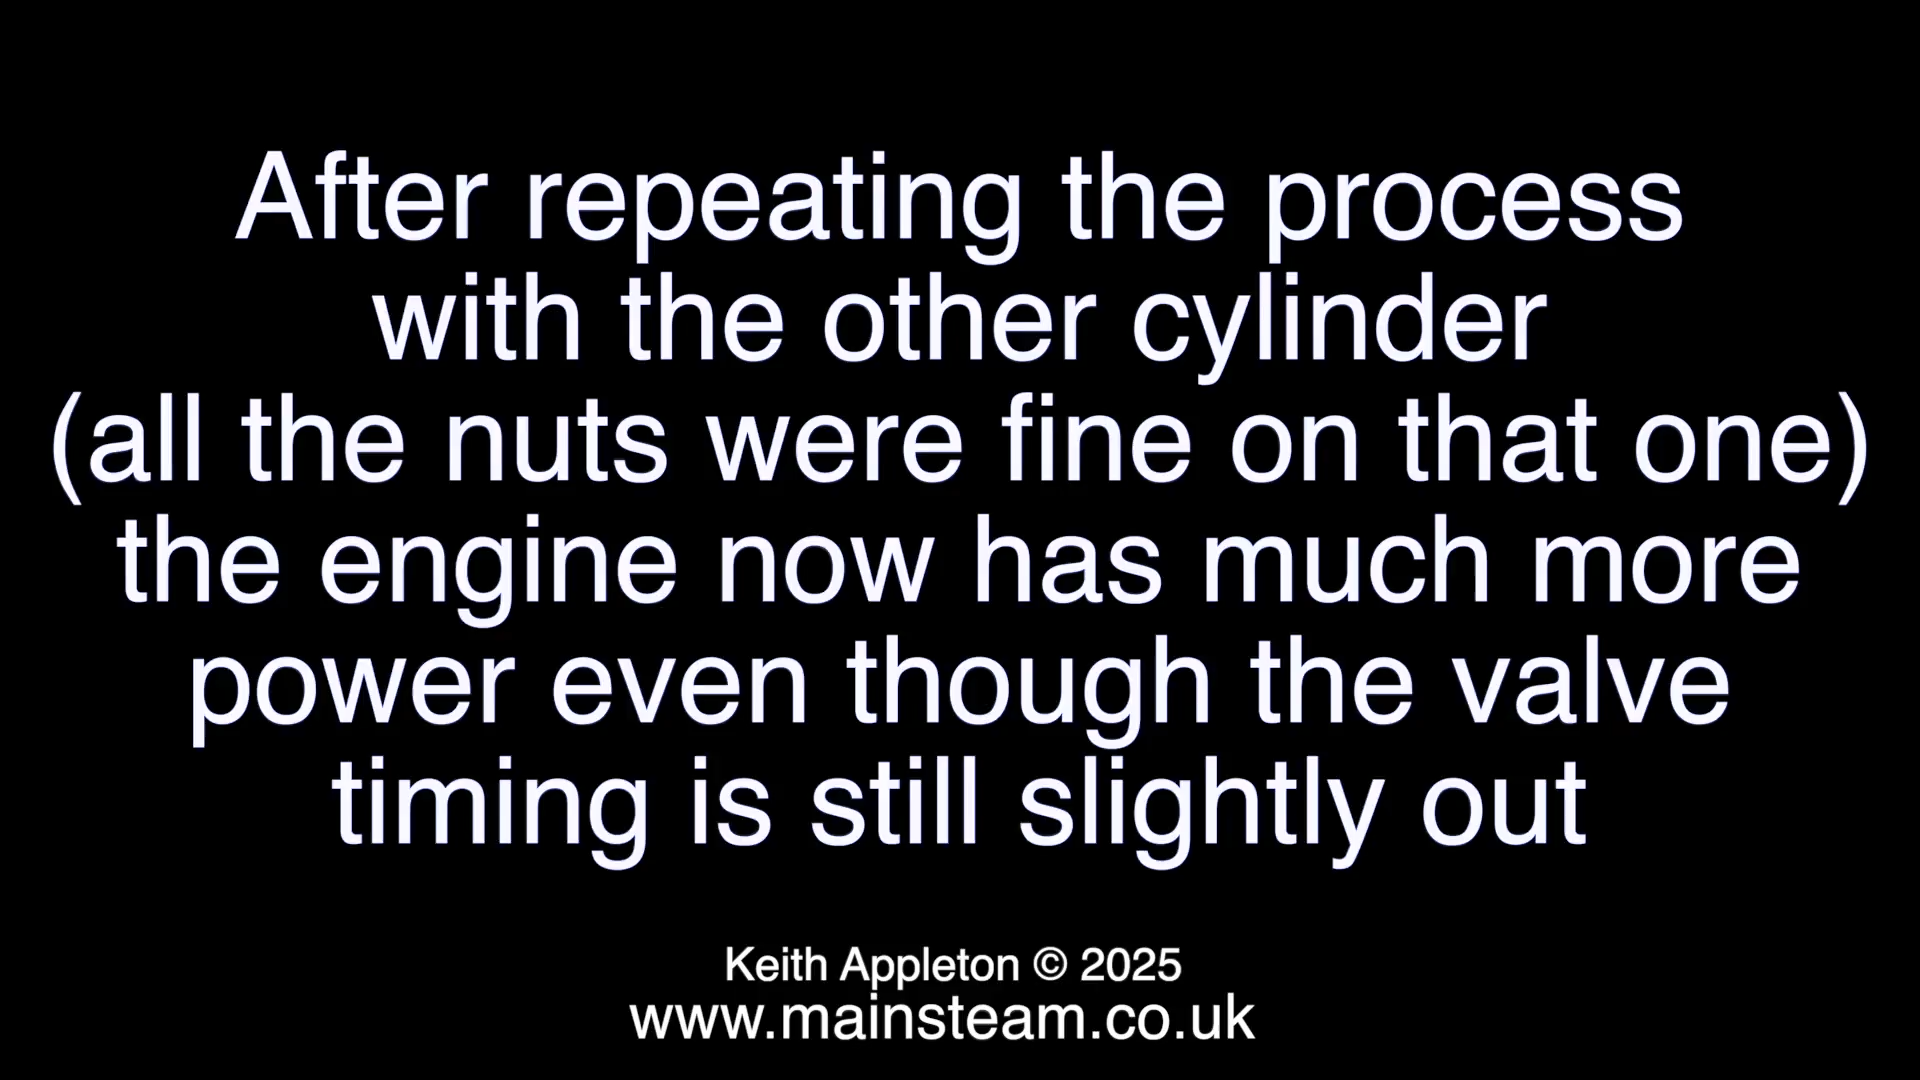 After repeating the process
with the other cylinder
(all the nuts were fine on that one)
the engine now has much more
power even though the valve
timing is still slightly out
Keith Appleton © 2025
www.mainsteam.co.uk